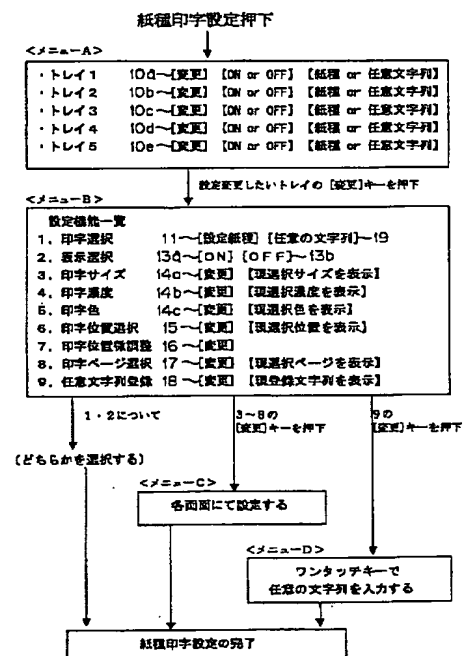 紙種印字設定押下
<メニューA>
・トレイ1 10a～[変更] [ON or OFF] 【紙種 or 任意文字列】
・トレイ2 10b～[変更] [ON or OFF] 【紙種 or 任意文字列】
・トレイ3 10c～[変更] [ON or OFF] 【紙種 or 任意文字列】
・トレイ4 10d～[変更] [ON or OFF] 【紙種 or 任意文字列】
・トレイ5 10e～[変更] [ON or OFF] 【紙種 or 任意文字列】
設定変更したいトレイの [変更]キーを押下
<メニューB>
設定機能一覧
1. 印字選択 11～[設定紙種] [任意の文字列]～19
2. 表示選択 13a～[ON] [OFF]～13b
3. 印字サイズ 14a～[変更] 【現選択サイズを表示】
4. 印字濃度 14b～[変更] 【現選択濃度を表示】
5. 印字色 14c～[変更] 【現選択色を表示】
6. 印字位置選択 15～[変更] 【現選択位置を表示】
7. 印字位置微調整 16～[変更]
8. 印字ページ選択 17～[変更] 【現選択ページを表示】
9. 任意文字列登録 18～[変更] 【現登録文字列を表示】
1・2について
(どちらかを選択する)
3～8の
[変更]キーを押下
9の
[変更]キーを押下
<メニューC>
各画面にて設定する
<メニューD>
ワンタッチキーで
任意の文字列を入力する
紙種印字設定の完了